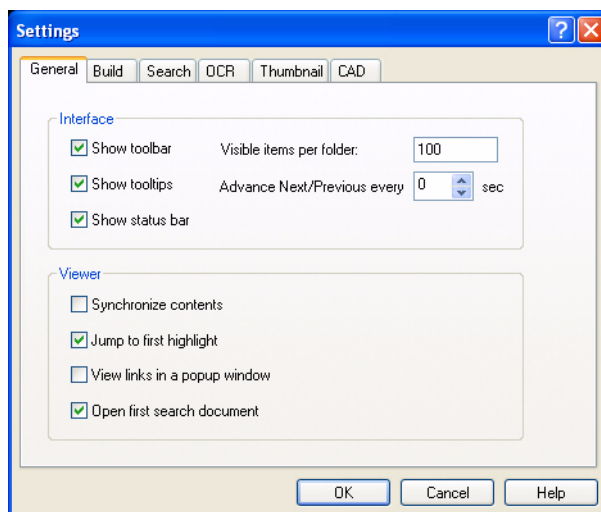 Settings
General Build Search OCR Thumbnail CAD
Interface
Show toolbar Visible items per folder: 100
Show tooltips Advance Next/Previous every 0 sec
Show status bar
Viewer
Synchronize contents
Jump to first highlight
View links in a popup window
Open first search document
OK Cancel Help